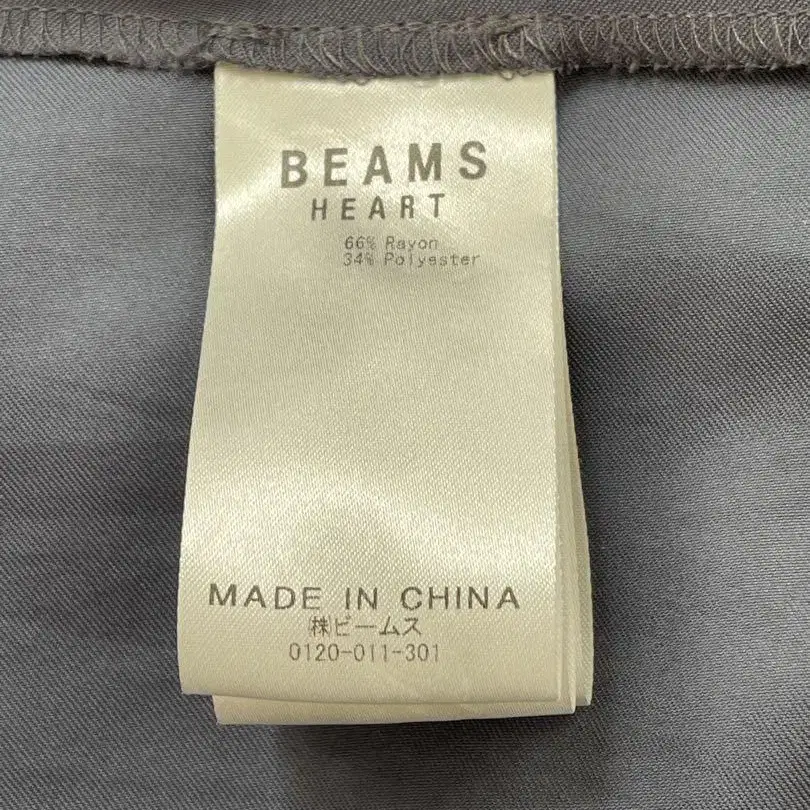 BEAMS
HEART
66% Rayon
34% Polyester
MADE IN CHINA
㈱ビームス
0120-011-301